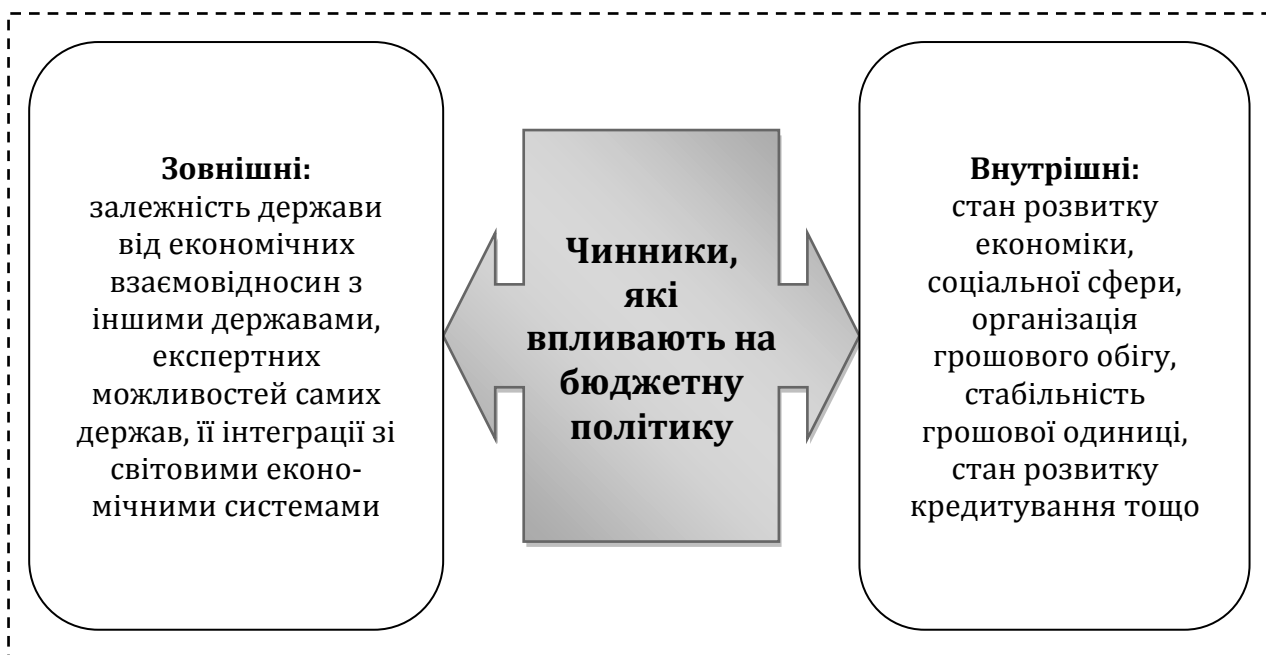 Зовнішні:
залежність держави
від економічних
взаємовідносин з
іншими державами,
експертних
можливостей самих
держав, її інтеграції зі
світовими еконо-
мічними системами
Чинники,
які
впливають на
бюджетну
політику
Внутрішні:
стан розвитку
економіки,
соціальної сфери,
організація
грошового обігу,
стабільність
грошової одиниці,
стан розвитку
кредитування тощо